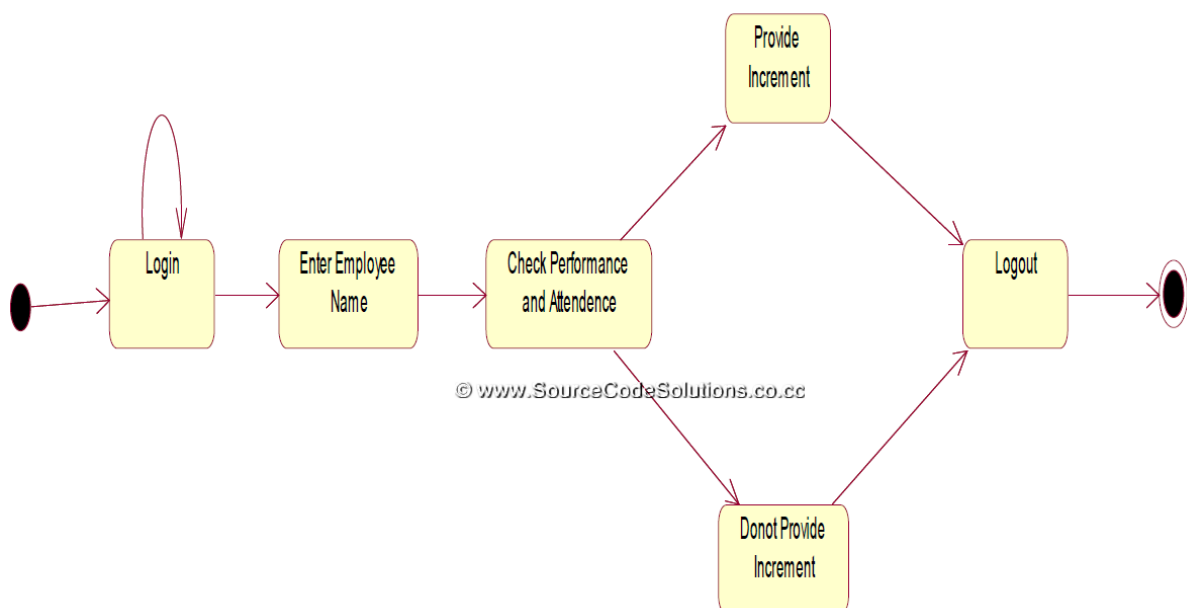 Provide
Increment
Login
Enter Employee
Name
Check Performance
and Attendence
Logout
© www.SourceCodeSolutions.co.cc
Donot Provide
Increment